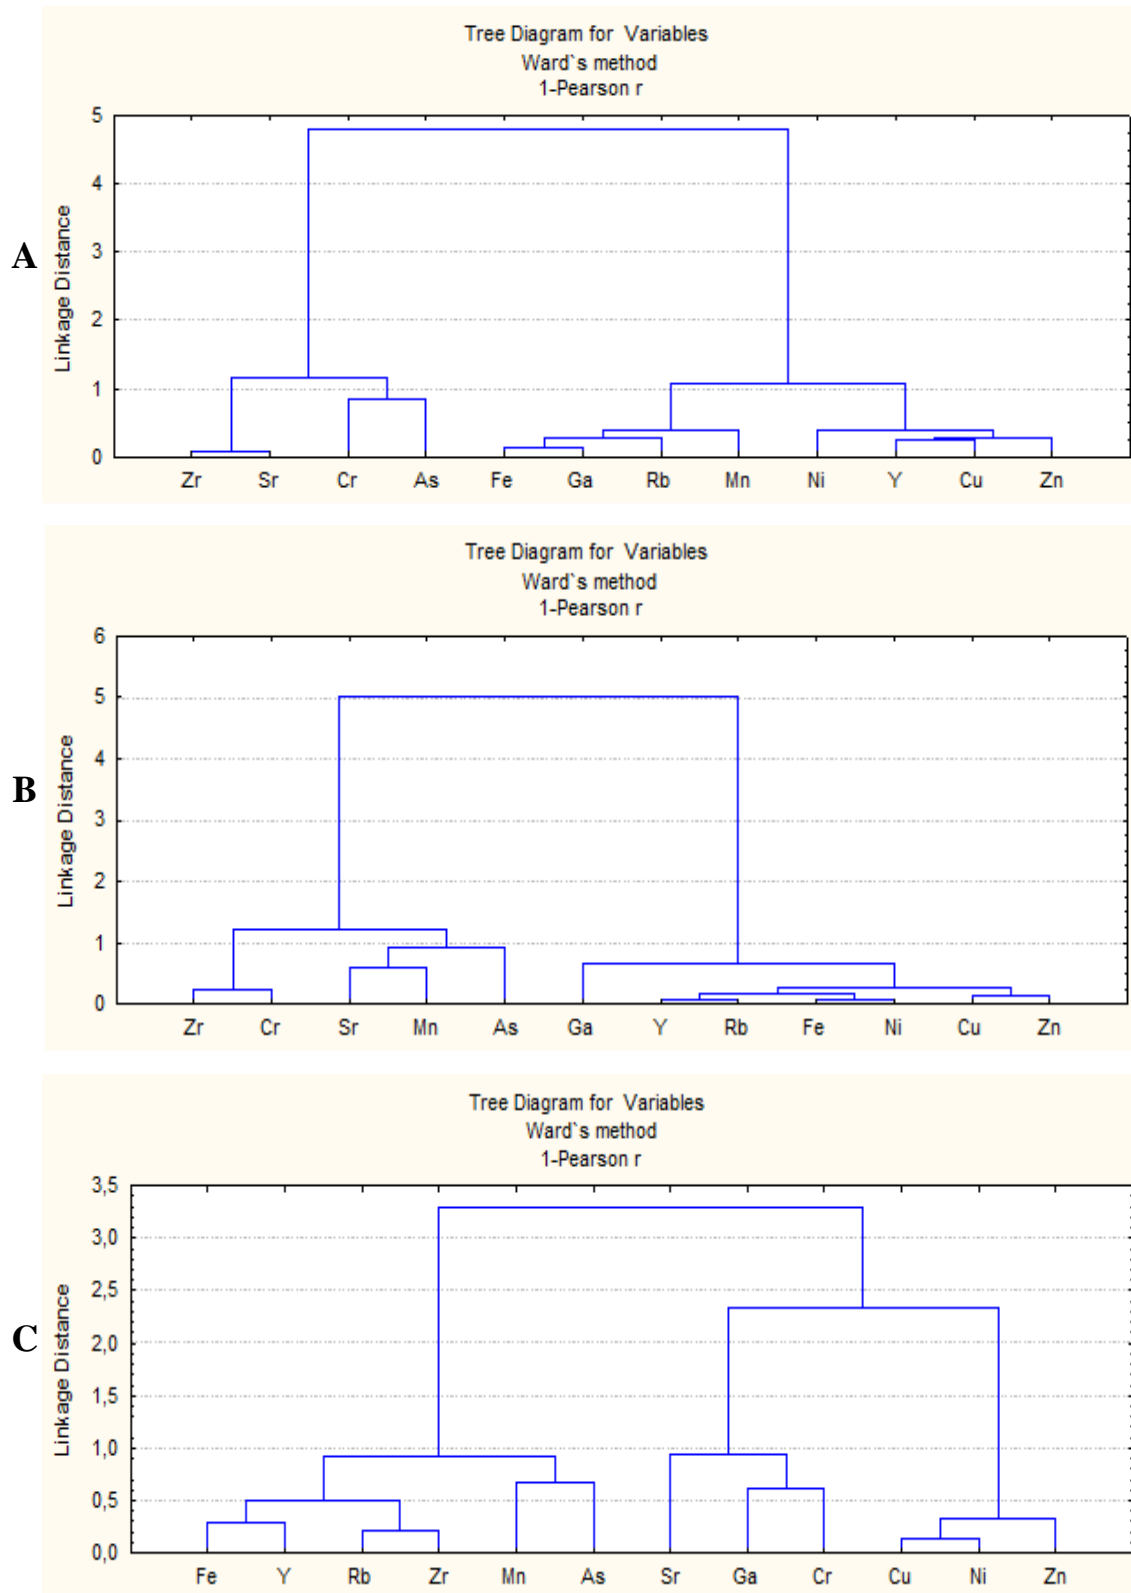 Tree Diagram for Variables
Ward`s method
1-Pearson r
A
Linkage Distance
5
4
3
2
1
0
Zr Sr Cr As Fe Ga Rb Mn Ni Y Cu Zn
Tree Diagram for Variables
Ward`s method
1-Pearson r
B
Linkage Distance
6
5
4
3
2
1
0
Zr Cr Sr Mn As Ga Y Rb Fe Ni Cu Zn
Tree Diagram for Variables
Ward`s method
1-Pearson r
C
Linkage Distance
3,5
3,0
2,5
2,0
1,5
1,0
0,5
0,0
Fe Y Rb Zr Mn As Sr Ga Cr Cu Ni Zn